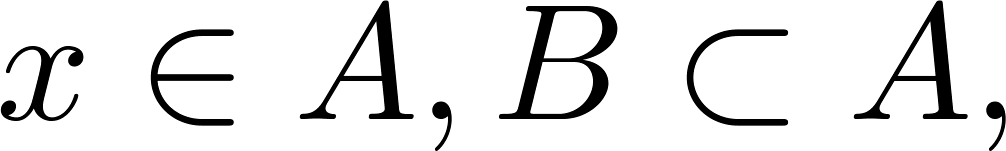 x ∈ A, B ⊂ A,